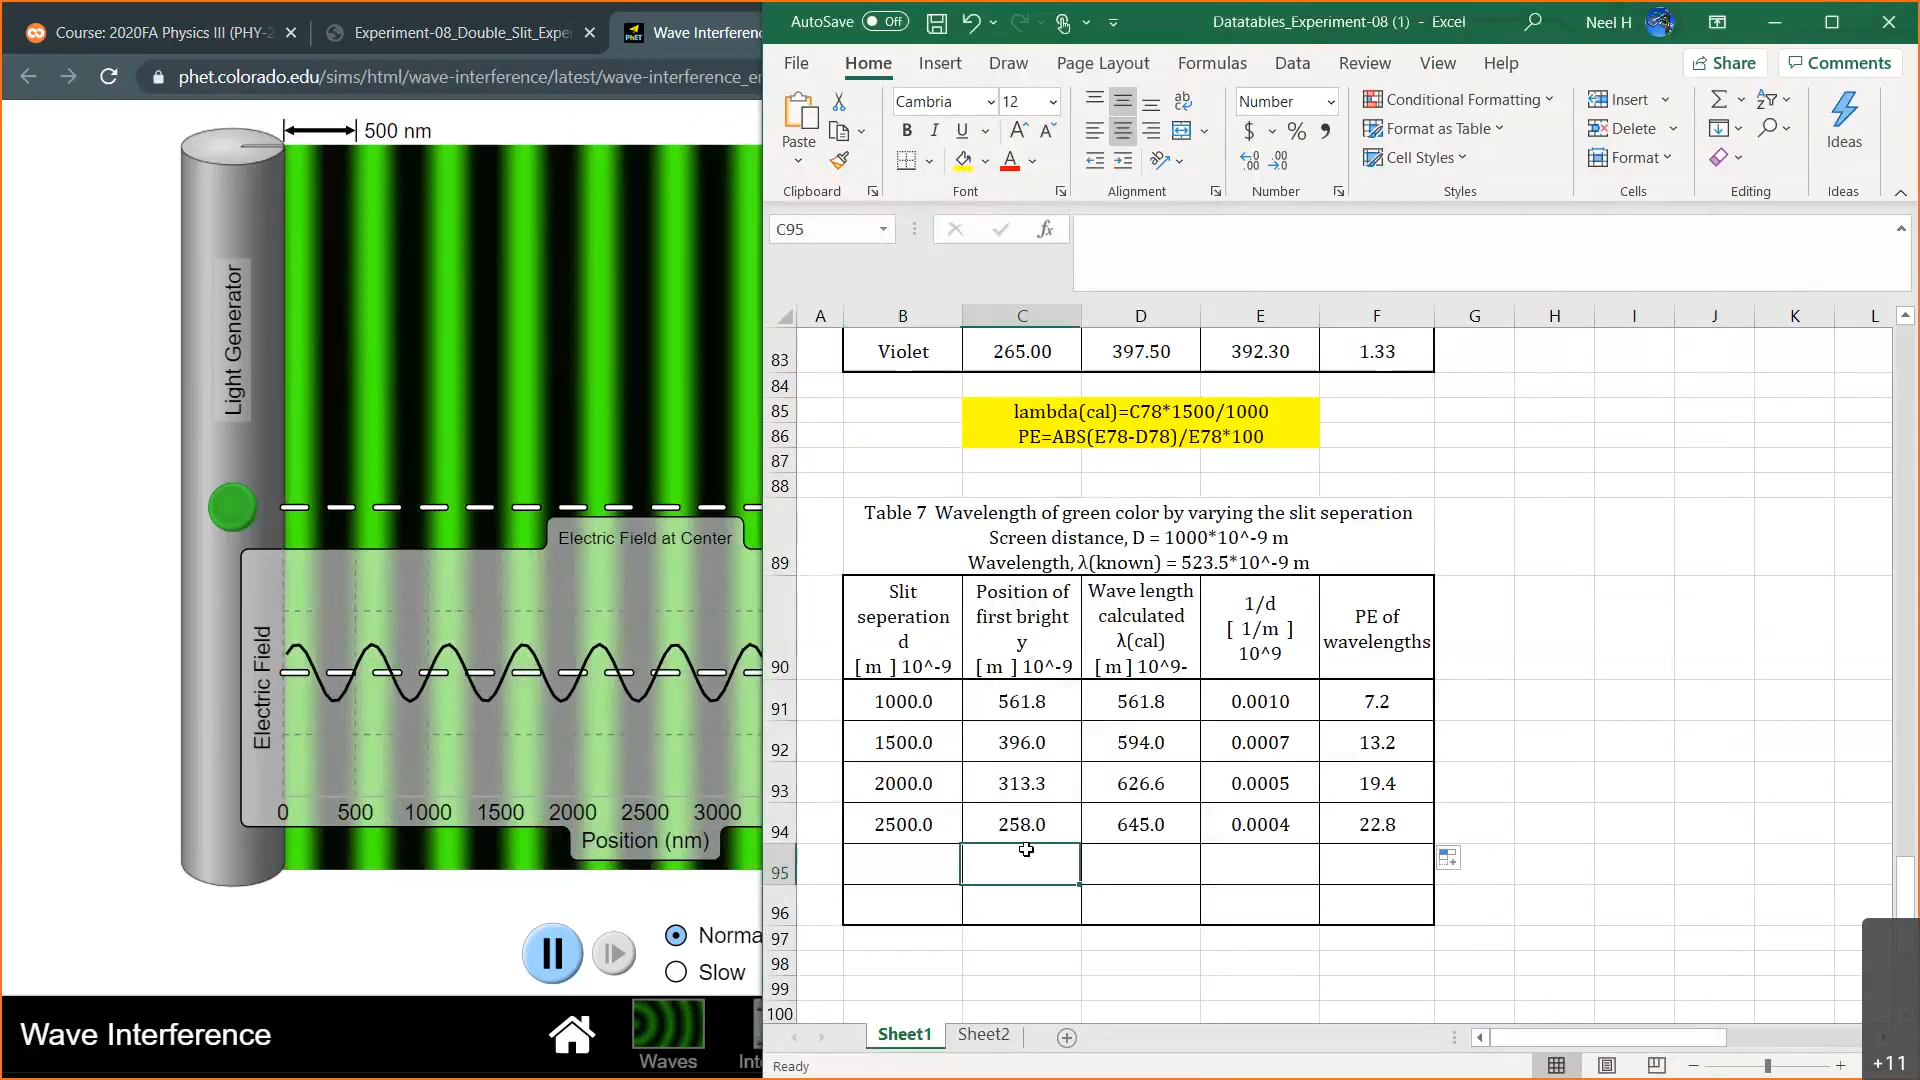 Course: 2020FA Physics III (PHY-2
Experiment-08_Double_Slit_Expe
Wave Interferenc
phet.colorado.edu/sims/html/wave-interference/latest/wave-interference_e
500 nm
Light Generator
Electric Field at Center
Electric Field
0 500 1000 1500 2000 2500 3000
Position (nm)
Norma
Slow
Wave Interference
Waves
Int
AutoSave Off
Datatables_Experiment-08 (1) - Excel
Neel H
File Home Insert Draw Page Layout Formulas Data Review View Help
Share Comments
Paste
Clipboard
Cambria 12
B I U A A
A
Font
ab
Alignment
Number
$ % ,
Number
Conditional Formatting
Format as Table
Cell Styles
Styles
Insert
Delete
Format
Cells
Editing
Ideas
Ideas
C95
fx
A B C D E F G H I J K L
83 Violet 265.00 397.50 392.30 1.33
84
85 lambda(cal)=C78*1500/1000
86 PE=ABS(E78-D78)/E78*100
87
88
Table 7 Wavelength of green color by varying the slit seperation
Screen distance, D = 1000*10^-9 m
89 Wavelength, λ(known) = 523.5*10^-9 m
Slit seperation d [ m ] 10^-9
Position of first bright y [ m ] 10^-9
Wave length calculated λ(cal) [ m ] 10^9-
1/d [ 1/m ] 10^9
PE of wavelengths
90
91 1000.0 561.8 561.8 0.0010 7.2
92 1500.0 396.0 594.0 0.0007 13.2
93 2000.0 313.3 626.6 0.0005 19.4
94 2500.0 258.0 645.0 0.0004 22.8
95
96
97
98
99
100
Sheet1 Sheet2
Ready
+11